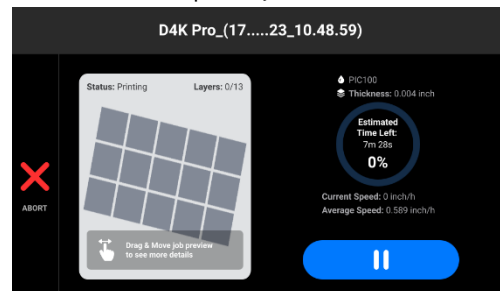 D4K Pro_(17.....23_10.48.59)
Status: Printing
Layers: 0/13
Drag & Move job preview
to see more details
ABORT
PIC100
Thickness: 0.004 inch
Estimated
Time Left:
7m 28s
0%
Current Speed: 0 inch/h
Average Speed: 0.589 inch/h